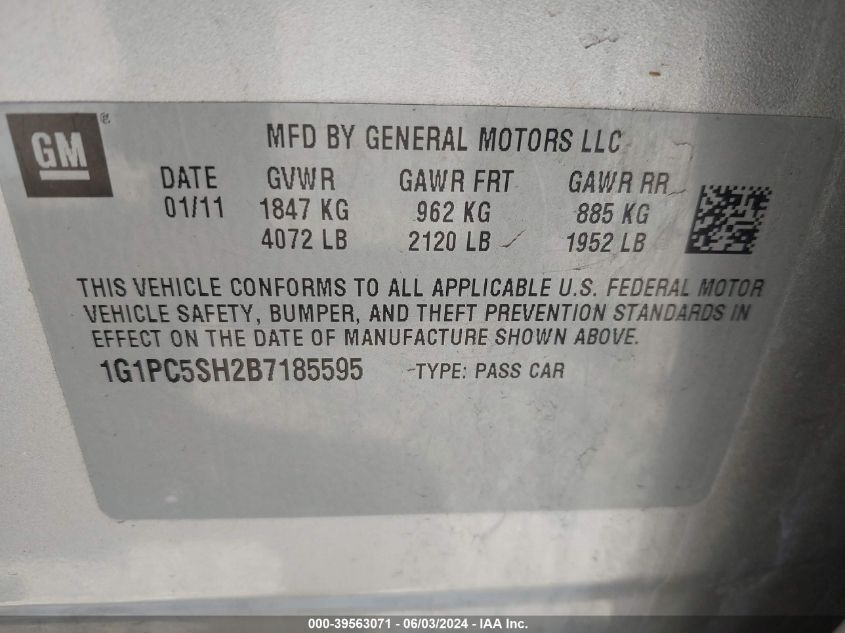 GM ®
MFD BY GENERAL MOTORS LLC
DATE GVWR GAWR FRT GAWR RR
01/11 1847 KG 962 KG 885 KG
4072 LB 2120 LB 1952 LB
THIS VEHICLE CONFORMS TO ALL APPLICABLE U.S. FEDERAL MOTOR
VEHICLE SAFETY, BUMPER, AND THEFT PREVENTION STANDARDS IN
EFFECT ON THE DATE OF MANUFACTURE SHOWN ABOVE.
1G1PC5SH2B7185595 TYPE: PASS CAR
000-39563071 - 06/03/2024 - IAA Inc.